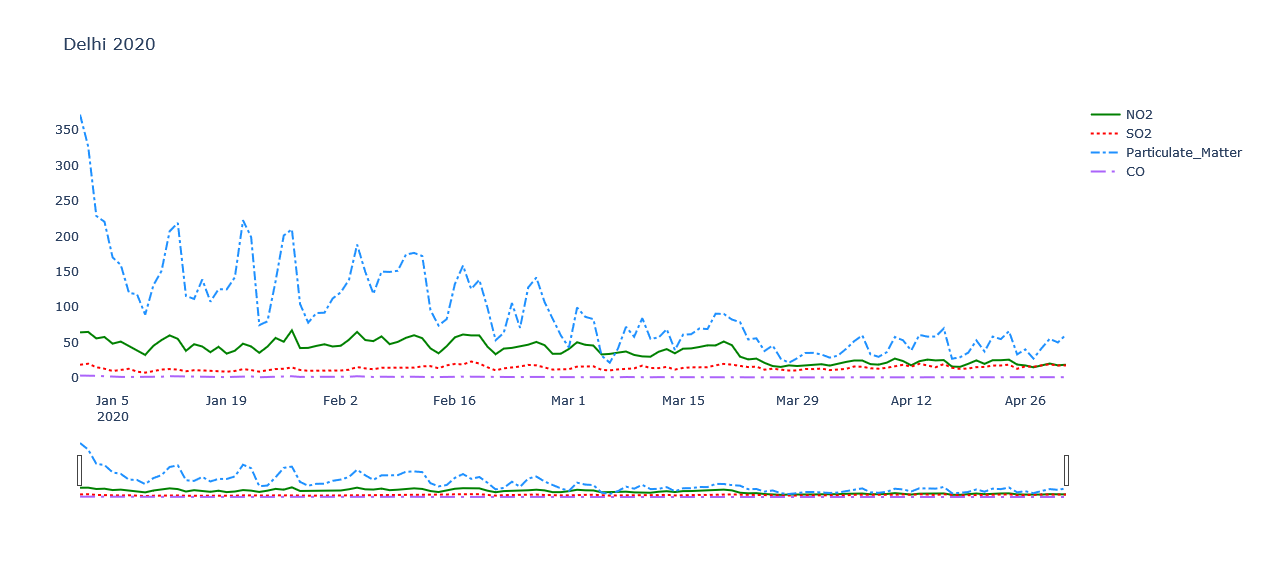 Delhi 2020
NO2
SO2
Particulate_Matter
CO
350
300
250
200
150
100
50
0
Jan 5
2020
Jan 19
Feb 2
Feb 16
Mar 1
Mar 15
Mar 29
Apr 12
Apr 26